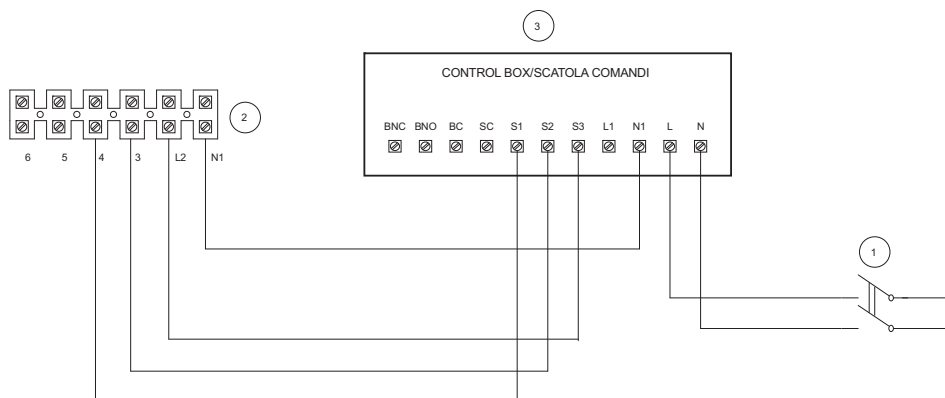 3
CONTROL BOX/SCATOLA COMANDI
2
BNC BNO BC SC S1 S2 S3 L1 N1 L N
6 5 4 3 L2 N1
1